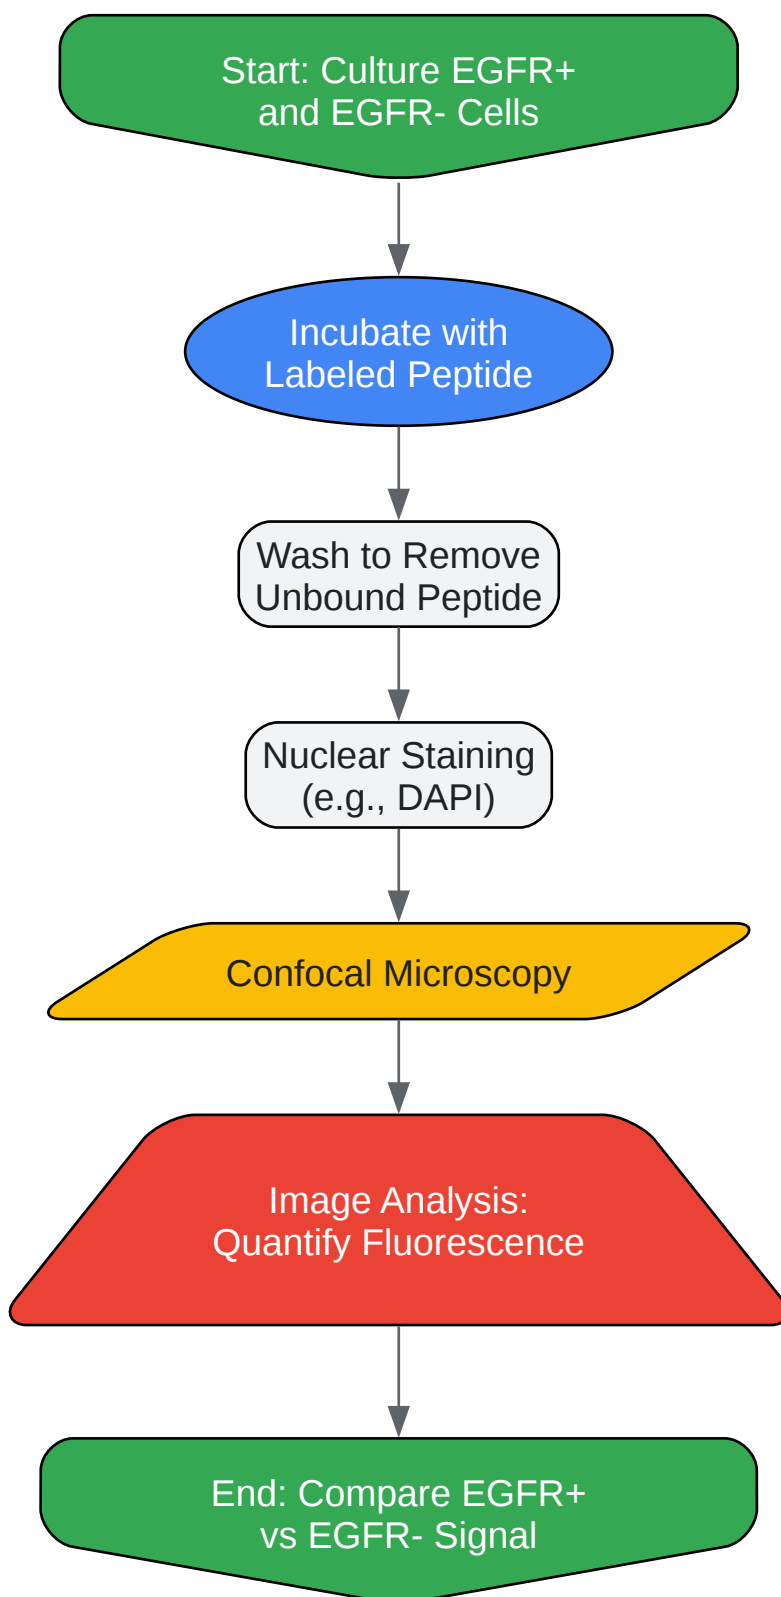 Start: Culture EGFR+
and EGFR- Cells
Incubate with
Labeled Peptide
Wash to Remove
Unbound Peptide
Nuclear Staining
(e.g., DAPI)
Confocal Microscopy
Image Analysis:
Quantify Fluorescence
End: Compare EGFR+
vs EGFR- Signal